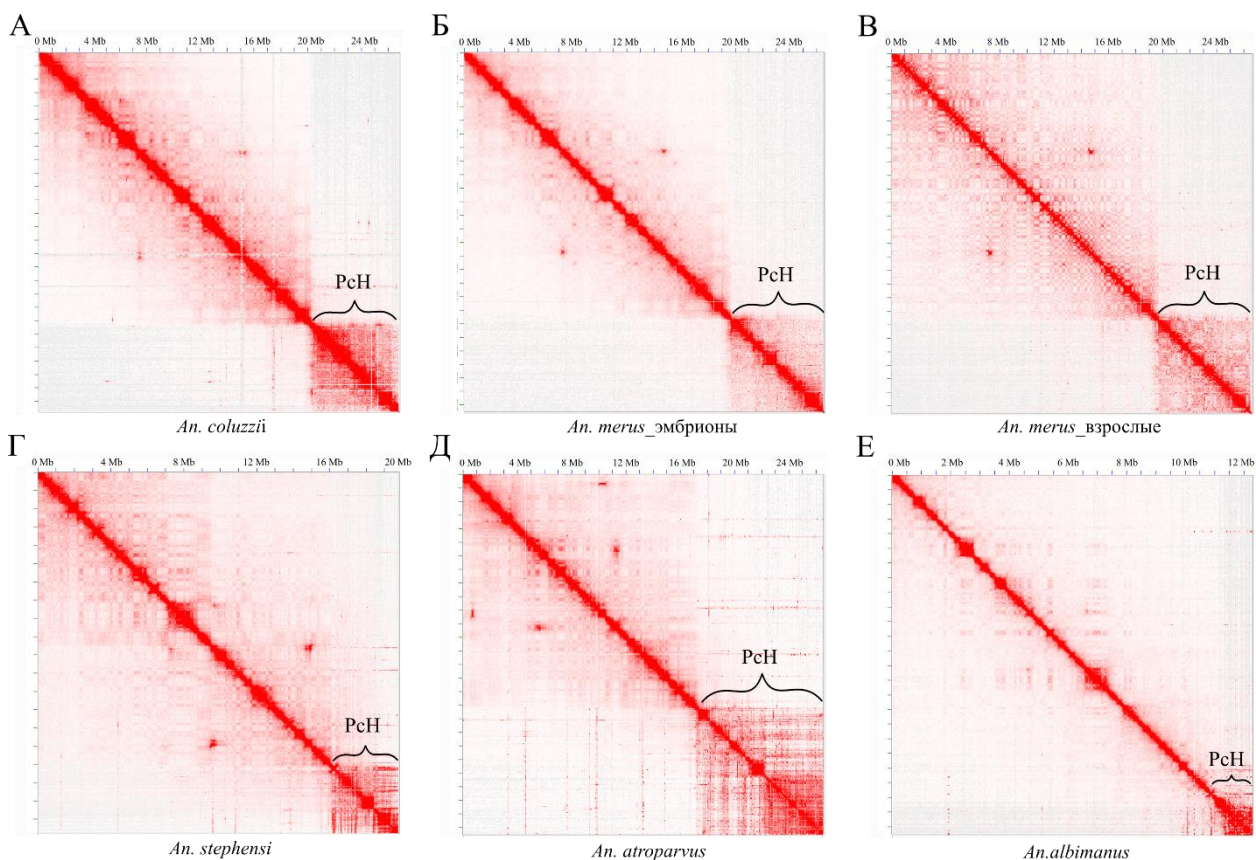 А
0 Mb 4 Mb 8 Mb 12 Mb 16 Mb 20 Mb 24 Mb
PcH
An. coluzzii
Б
0 Mb 4 Mb 8 Mb 12 Mb 16 Mb 20 Mb 24 Mb
PcH
An. merus_эмбрионы
В
0 Mb 4 Mb 8 Mb 12 Mb 16 Mb 20 Mb 24 Mb
PcH
An. merus_взрослые
Г
0 Mb 4 Mb 8 Mb 12 Mb 16 Mb 20 Mb
PcH
An. stephensi
Д
0 Mb 4 Mb 8 Mb 12 Mb 16 Mb 20 Mb 24 Mb
PcH
An. atroparvus
Е
0 Mb 2 Mb 4 Mb 6 Mb 8 Mb 10 Mb 12 Mb
PcH
An.albimanus